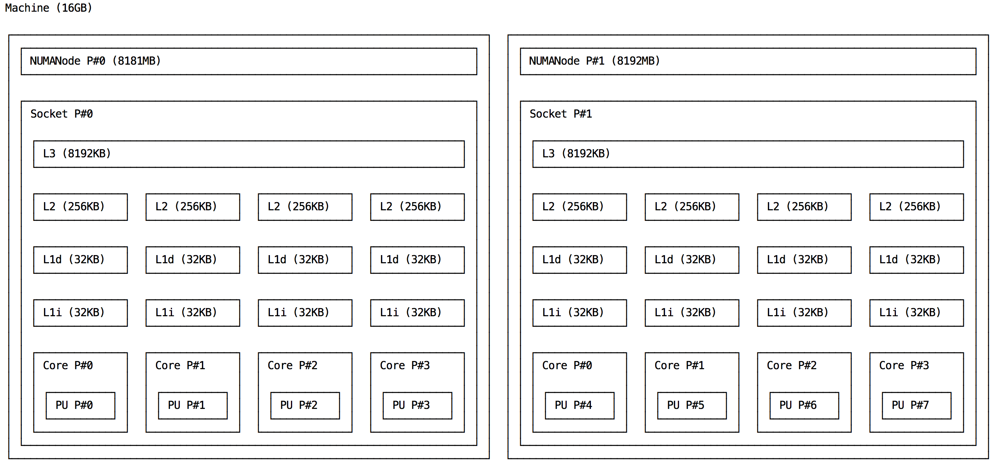 Machine (16GB)
NUMANode P#0 (8181MB)
Socket P#0
L3 (8192KB)
L2 (256KB) L2 (256KB) L2 (256KB) L2 (256KB)
L1d (32KB) L1d (32KB) L1d (32KB) L1d (32KB)
L1i (32KB) L1i (32KB) L1i (32KB) L1i (32KB)
Core P#0 Core P#1 Core P#2 Core P#3
PU P#0 PU P#1 PU P#2 PU P#3
NUMANode P#1 (8192MB)
Socket P#1
L3 (8192KB)
L2 (256KB) L2 (256KB) L2 (256KB) L2 (256KB)
L1d (32KB) L1d (32KB) L1d (32KB) L1d (32KB)
L1i (32KB) L1i (32KB) L1i (32KB) L1i (32KB)
Core P#0 Core P#1 Core P#2 Core P#3
PU P#4 PU P#5 PU P#6 PU P#7